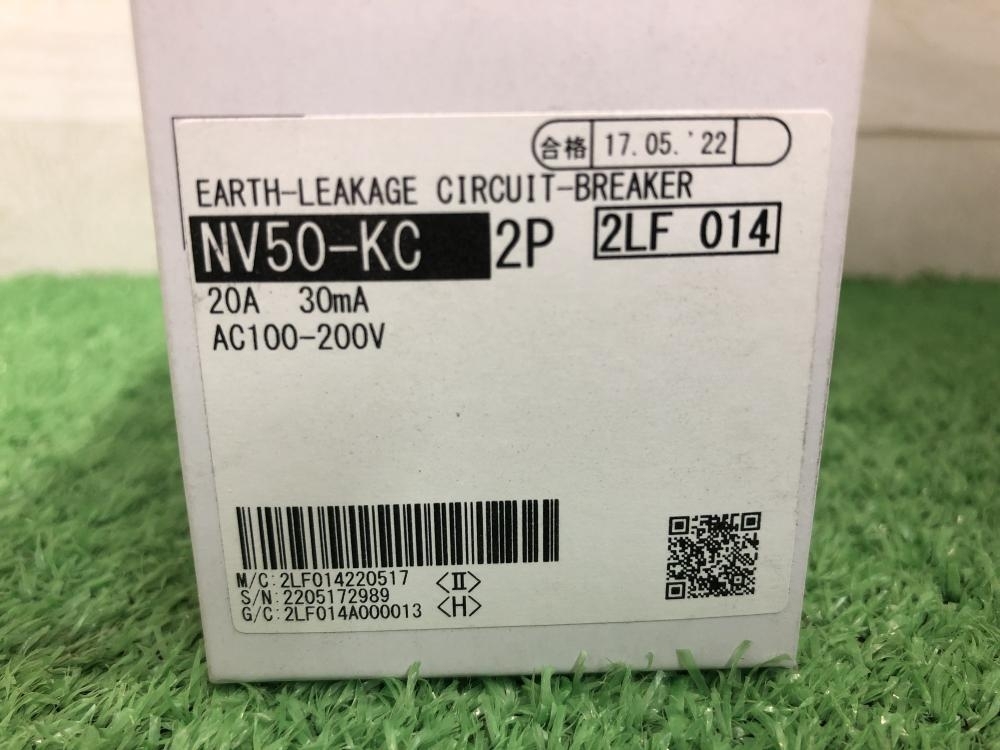 合格 17.05.'22
EARTH-LEAKAGE CIRCUIT-BREAKER
NV50-KC 2P 2LF 014
20A 30mA
AC100-200V
M/C:2LF014220517 〈II〉
S/N:2205172989
G/C:2LF014A000013 〈H〉